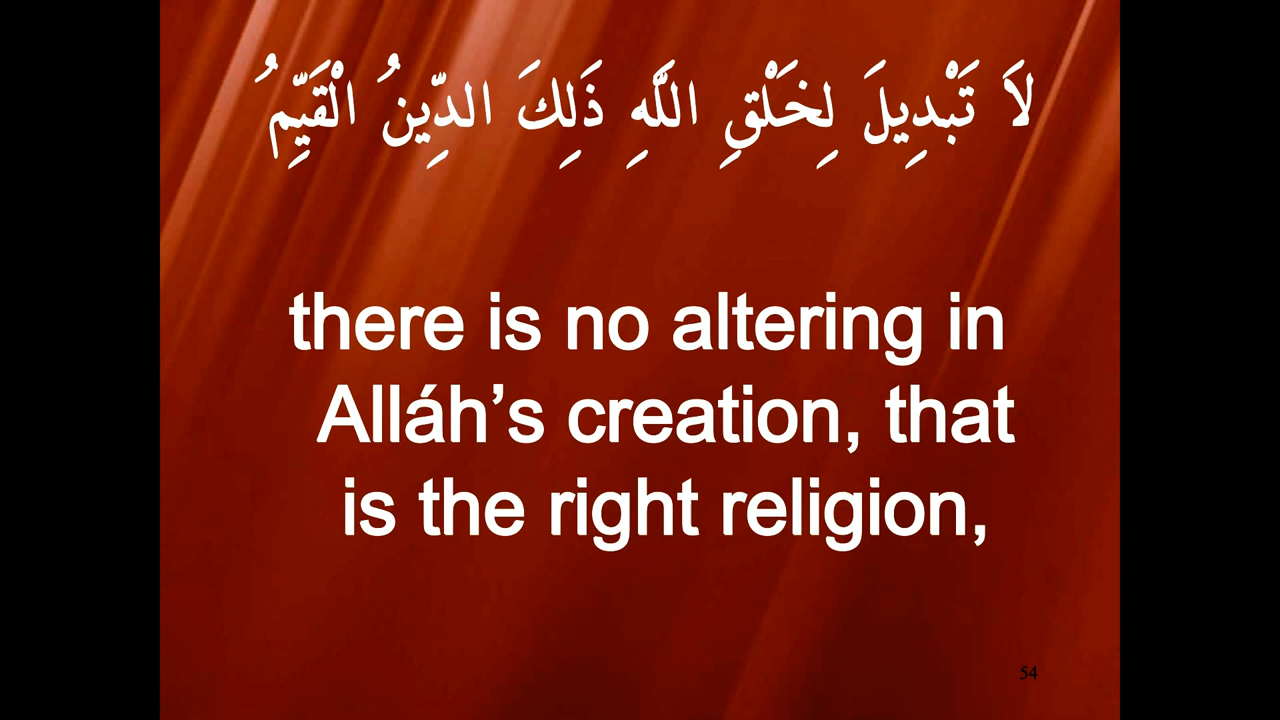 لاَ تَبْدِيلَ لِخَلْقِ اللَّهِ ذَلِكَ الدِّينُ الْقَيِّمُ
there is no altering in
Alláh’s creation, that
is the right religion,
54